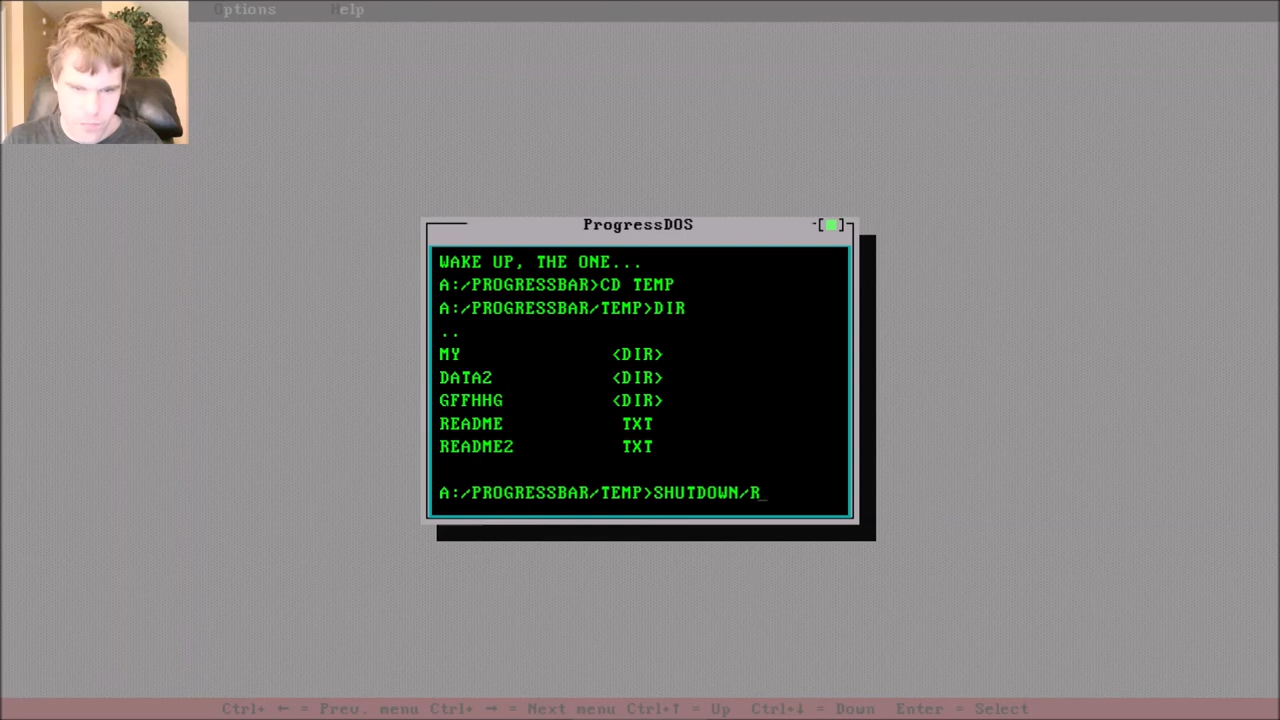 Options Help
ProgressDOS
WAKE UP, THE ONE...
A:/PROGRESSBAR>CD TEMP
A:/PROGRESSBAR/TEMP>DIR
..
MY <DIR>
DATA2 <DIR>
GFFHHG <DIR>
README TXT
README2 TXT
A:/PROGRESSBAR/TEMP>SHUTDOWN/R_
Ctrl+ ← = Prev. menu Ctrl+ → = Next menu Ctrl+↑ = Up Ctrl+↓ = Down Enter = Select